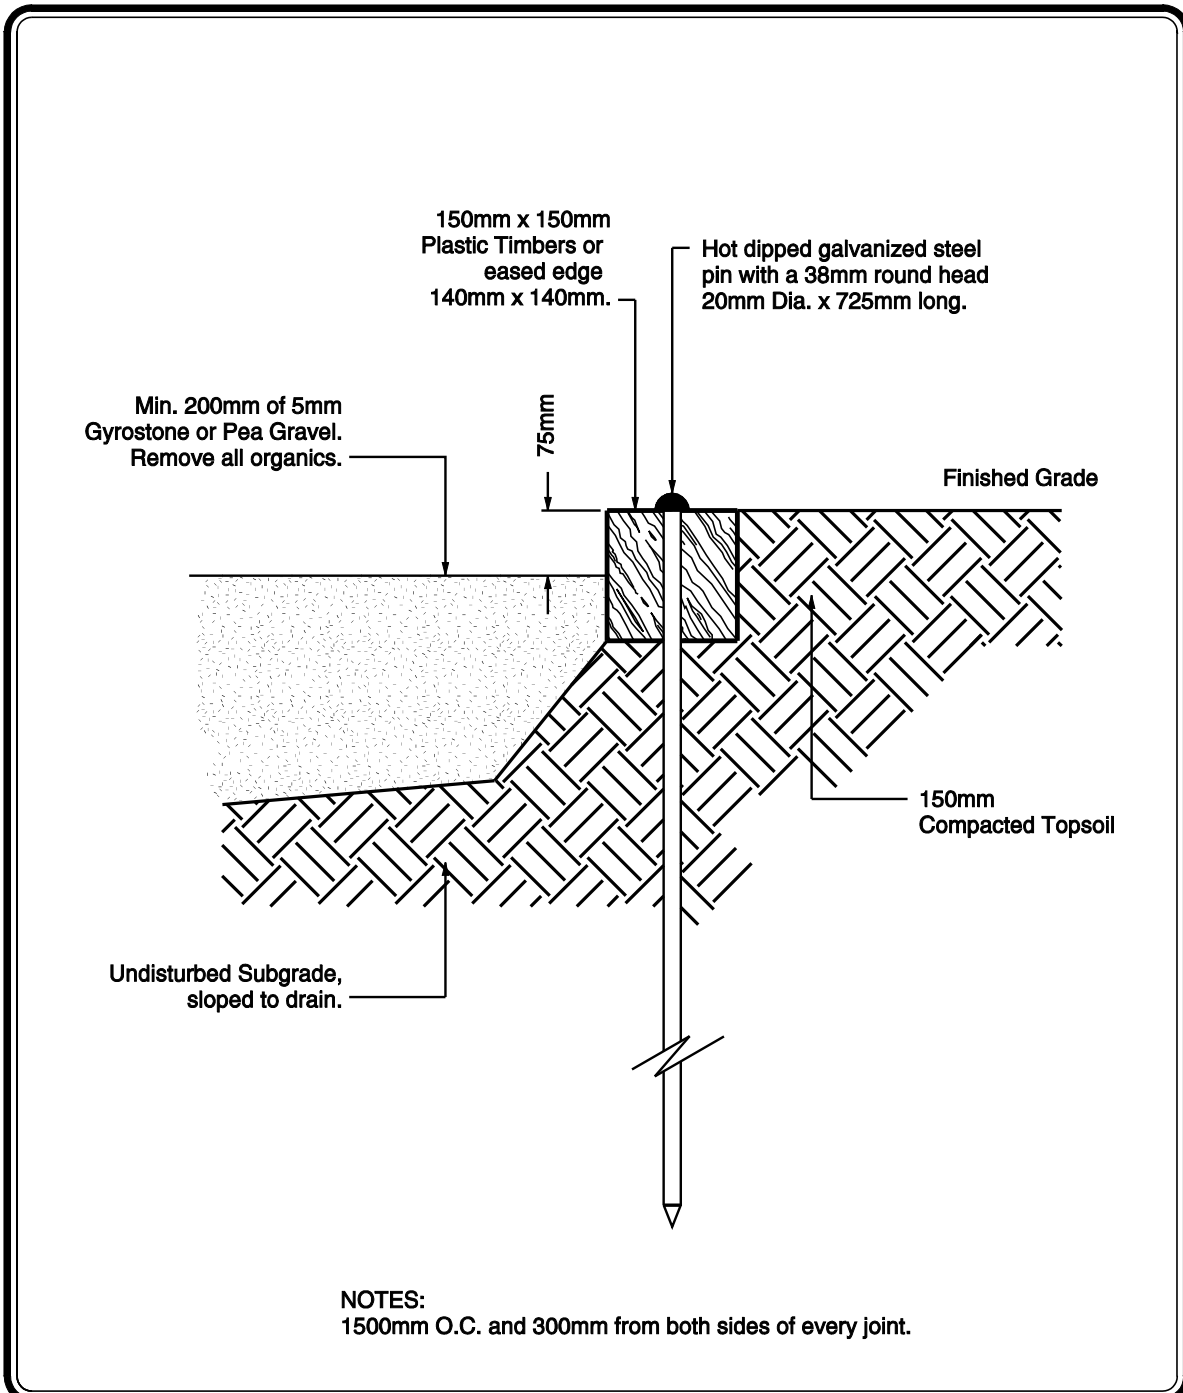 150mm x 150mm
Plastic Timbers or
eased edge
140mm x 140mm.
Hot dipped galvanized steel
pin with a 38mm round head
20mm Dia. x 725mm long.
Min. 200mm of 5mm
Gyrostone or Pea Gravel.
Remove all organics.
75mm
Finished Grade
150mm
Compacted Topsoil
Undisturbed Subgrade,
sloped to drain.
NOTES:
1500mm O.C. and 300mm from both sides of every joint.